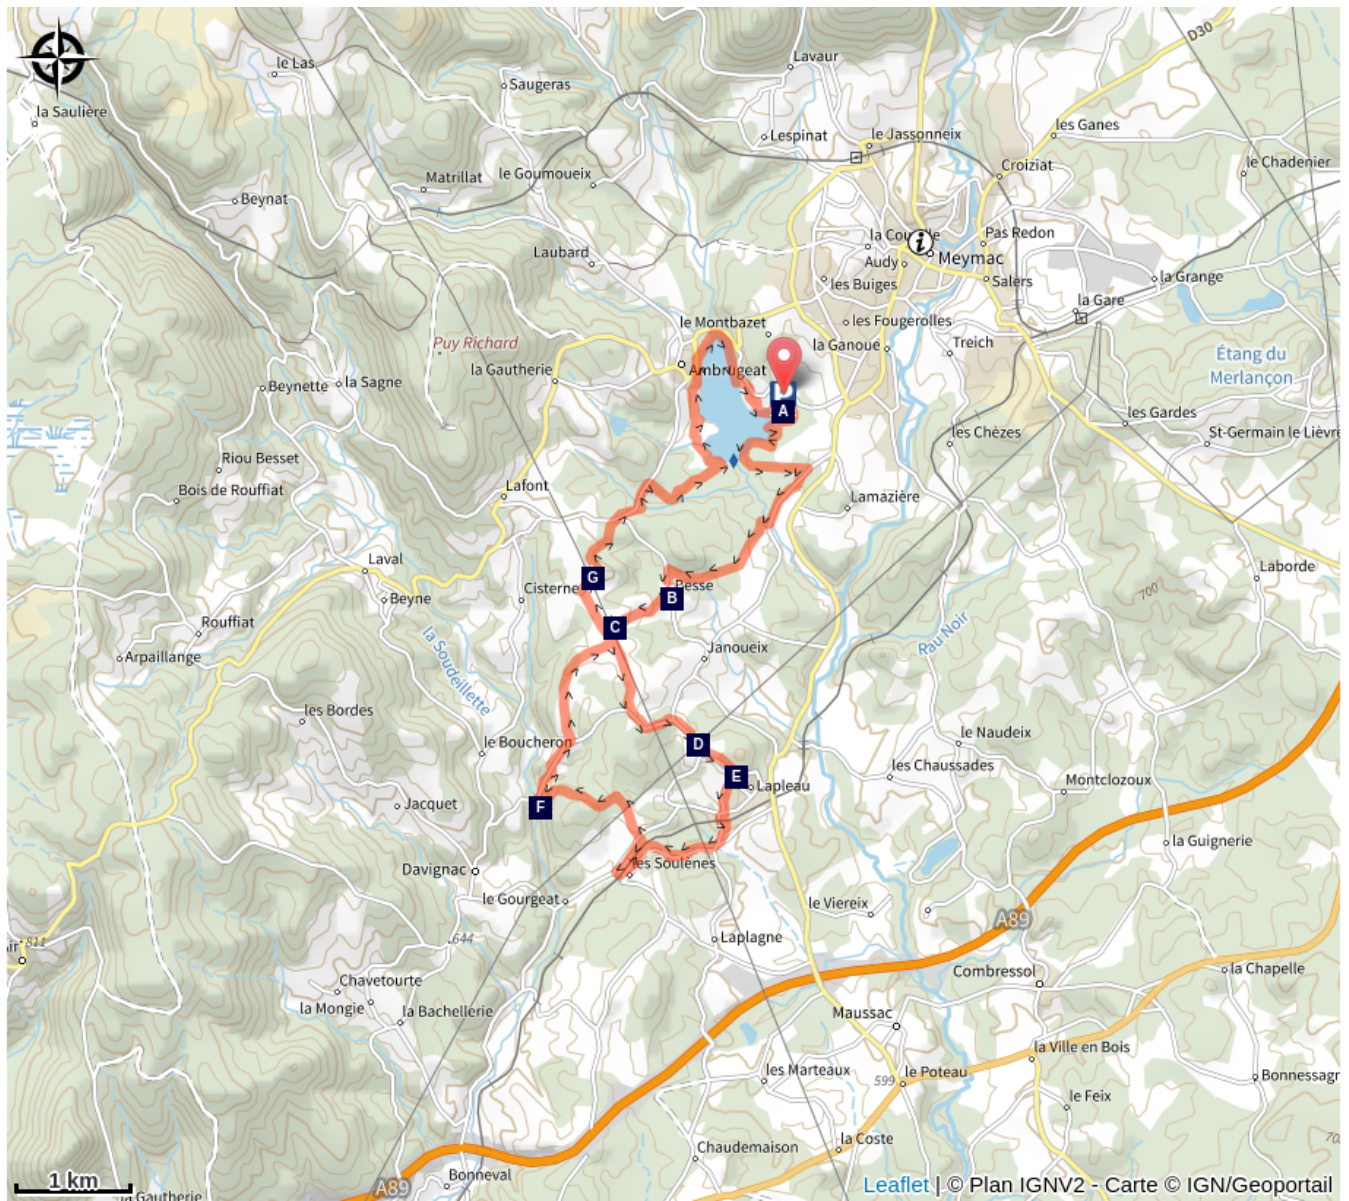 D30
Lavaur
le Las
Saugeras
la Saulière
les Ganes
Lespinat
le Jassonneix
le Chadenier
Croiziat
le Goumoueix
Matrillat
Beynat
Pas Redon
i
Laubard
Audy
Meymac
la Grange
les Buiges
Salers
la Gare
le Montbazet
les Fougerolles
Puy Richard
la Ganoue
Treich
Étang du
Merlançon
la Gautherie
Ambrugeat
Beynette
la Sagne
A
les Gardes
les Chèzes
St-Germain le Lièvre
Riou Besset
Bois de Rouffiat
Lafont
Lamazière
Laval
Laborde
G
Cisterne
Besse
B
Beyne
700
Rouffiat
C
Rau Noir
la Soudeillette
Janoueix
Arpaillange
les Bordes
le Naudeix
le Boucheron
D
les Chaussades
E
Lapleau
Montclozoux
Jacquet
F
la Guignerie
les Soulènes
Davignac
le Gourgeat
le Viereix
A89
644
Laplagne
811
Combressol
la Chapelle
Chavetourte
la Mongie
la Bachellerie
Maussac
la Ville en Bois
les Marteaux
599
le Poteau
Bonnessagr
le Feix
la Coste
Chaudemaison
70
Bonneval
1 km
A89
la Gautherie
Leaflet | © Plan IGNV2 - Carte © IGN/Geoportail